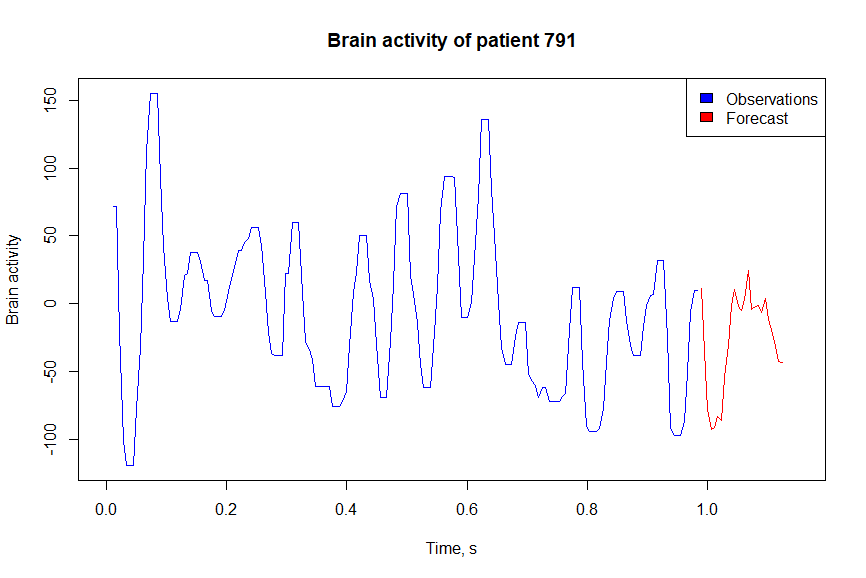 Brain activity of patient 791
Observations
Forecast
150
100
50
0
-50
-100
Brain activity
0.0 0.2 0.4 0.6 0.8 1.0
Time, s